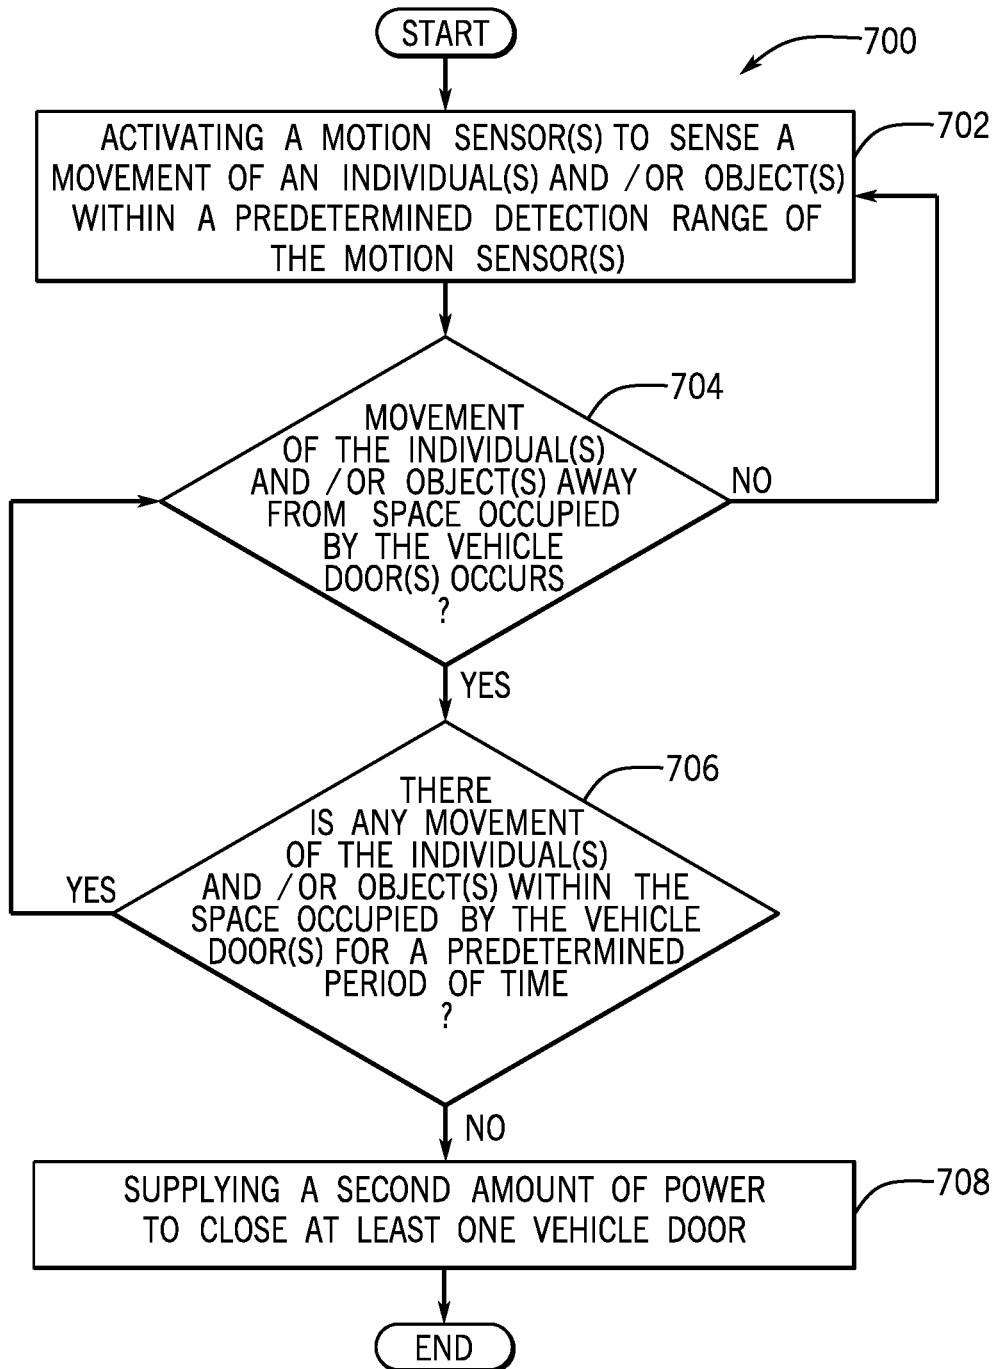 START
700
ACTIVATING A MOTION SENSOR(S) TO SENSE A
MOVEMENT OF AN INDIVIDUAL(S) AND /OR OBJECT(S)
WITHIN A PREDETERMINED DETECTION RANGE OF
THE MOTION SENSOR(S)
702
MOVEMENT
OF THE INDIVIDUAL(S)
AND /OR OBJECT(S) AWAY
FROM SPACE OCCUPIED
BY THE VEHICLE
DOOR(S) OCCURS
?
704
NO
YES
THERE
IS ANY MOVEMENT
OF THE INDIVIDUAL(S)
AND /OR OBJECT(S) WITHIN THE
SPACE OCCUPIED BY THE VEHICLE
DOOR(S) FOR A PREDETERMINED
PERIOD OF TIME
?
706
YES
NO
SUPPLYING A SECOND AMOUNT OF POWER
TO CLOSE AT LEAST ONE VEHICLE DOOR
708
END